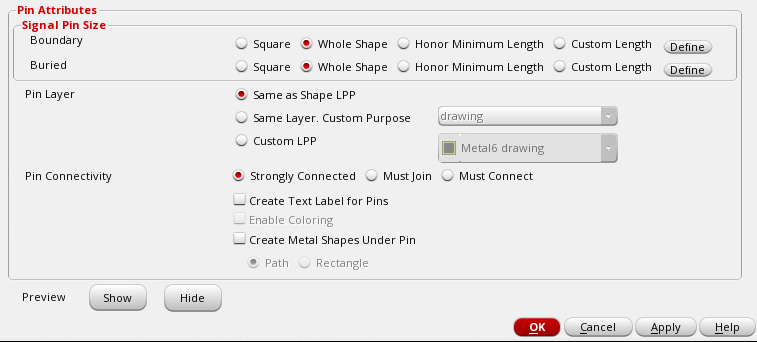 Pin Attributes
Signal Pin Size
Boundary Square Whole Shape Honor Minimum Length Custom Length Define
Buried Square Whole Shape Honor Minimum Length Custom Length Define
Pin Layer Same as Shape LPP
Same Layer. Custom Purpose drawing
Custom LPP Metal6 drawing
Pin Connectivity Strongly Connected Must Join Must Connect
Create Text Label for Pins
Enable Coloring
Create Metal Shapes Under Pin
Path Rectangle
Preview Show Hide
OK Cancel Apply Help